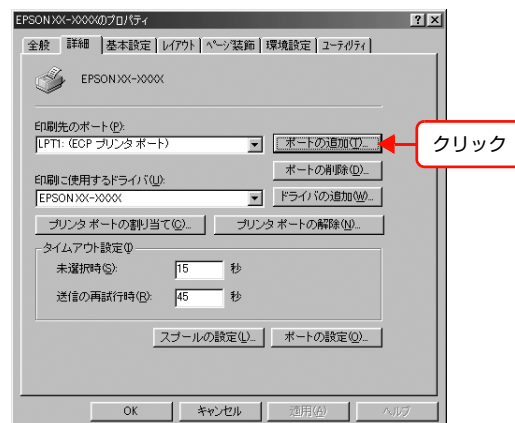 EPSON XX-XXXXのプロパティ
全般 詳細 基本設定 レイアウト ページ装飾 環境設定 ユーティリティ
EPSON XX-XXXX
印刷先のポート(P):
LPT1: (ECP プリンタ ポート)
ポートの追加(T)...
クリック
ポートの削除(D)...
印刷に使用するドライバ(U):
EPSON XX-XXXX
ドライバの追加(W)...
プリンタ ポートの割り当て(C)... プリンタ ポートの解除(N)...
タイムアウト設定(I)
未選択時(S): 15 秒
送信の再試行時(R): 45 秒
スプールの設定(L)... ポートの設定(O)...
OK キャンセル 適用(A) ヘルプ